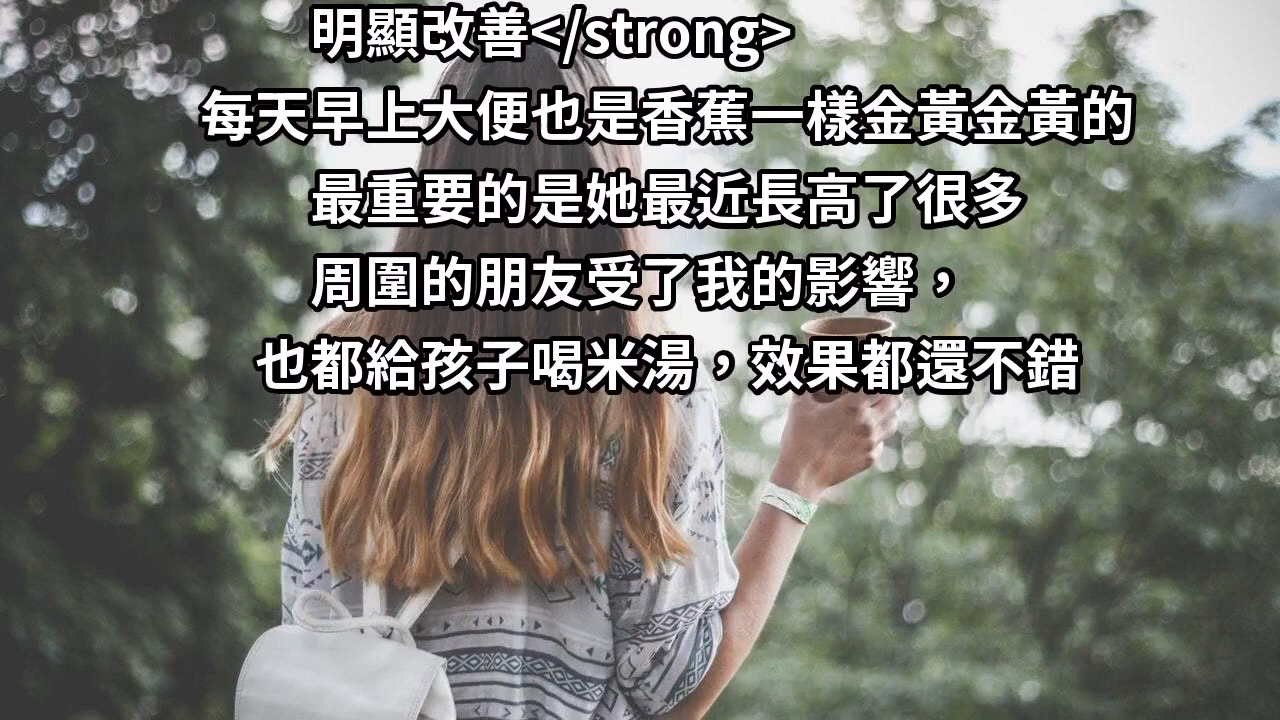 明顯改善</strong>
每天早上大便也是香蕉一樣金黃金黃的
最重要的是她最近長高了很多
周圍的朋友受了我的影響，
也都給孩子喝米湯，效果都還不錯